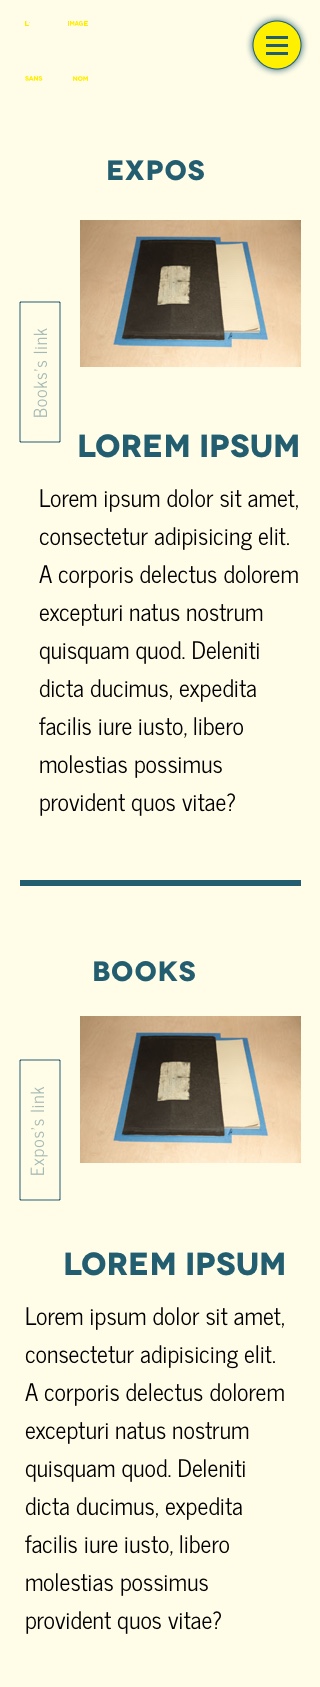 L' IMAGE
SANS NOM
EXPOS
Books's link
LOREM IPSUM
Lorem ipsum dolor sit amet,
consectetur adipisicing elit.
A corporis delectus dolorem
excepturi natus nostrum
quisquam quod. Deleniti
dicta ducimus, expedita
facilis iure iusto, libero
molestias possimus
provident quos vitae?
BOOKS
Expos's link
LOREM IPSUM
Lorem ipsum dolor sit amet,
consectetur adipisicing elit.
A corporis delectus dolorem
excepturi natus nostrum
quisquam quod. Deleniti
dicta ducimus, expedita
facilis iure iusto, libero
molestias possimus
provident quos vitae?